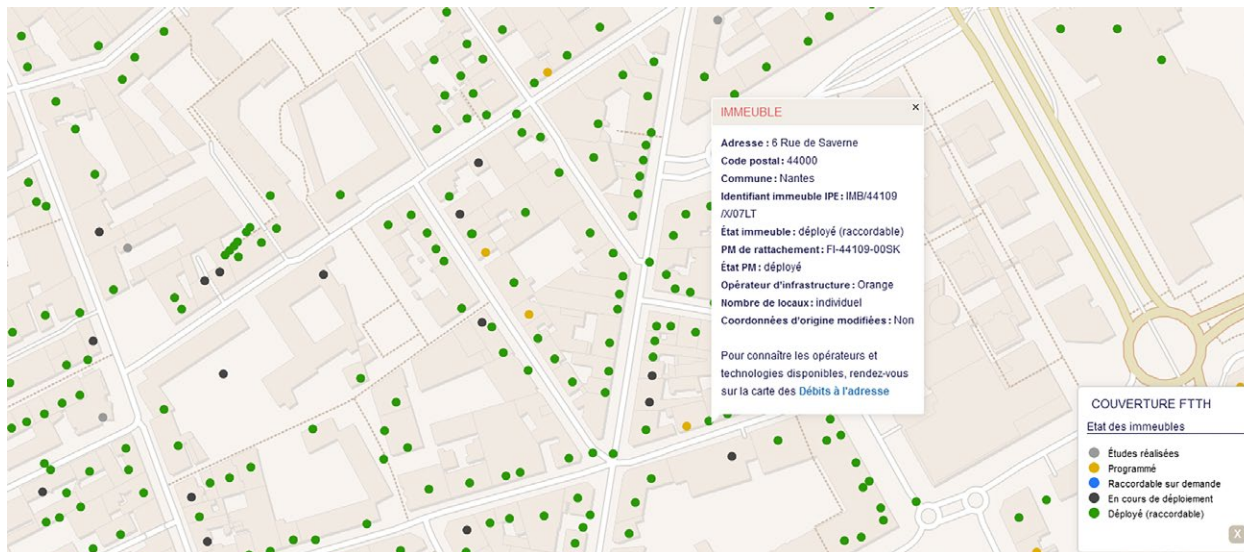 IMMEUBLE
×
Adresse : 6 Rue de Saverne
Code postal : 44000
Commune : Nantes
Identifiant immeuble IPE : IMB/44109
/X/07LT
État immeuble : déployé (raccordable)
PM de rattachement : FI-44109-00SK
État PM : déployé
Opérateur d'infrastructure : Orange
Nombre de locaux : individuel
Coordonnées d'origine modifiées : Non
Pour connaître les opérateurs et
technologies disponibles, rendez-vous
sur la carte des Débits à l'adresse
COUVERTURE FTTH
Etat des immeubles
Études réalisées
Programmé
Raccordable sur demande
En cours de déploiement
Déployé (raccordable)
X